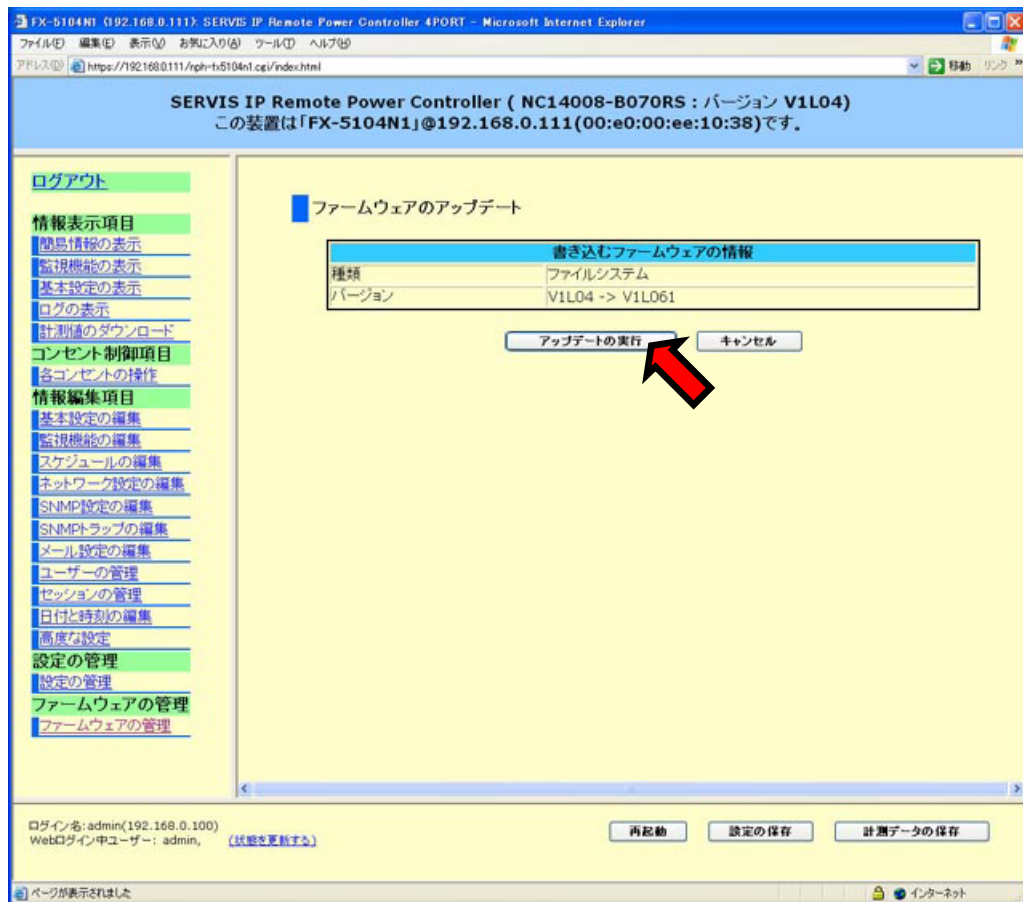 FX-5104N1 (192.168.0.111): SERVIS IP Remote Power Controller 4PORT - Microsoft Internet Explorer
ファイル(F) 編集(E) 表示(V) お気に入り(A) ツール(T) ヘルプ(H)
アドレス(D) https://192.168.0.111/nph-fx5104n1.cgi/index.html 移動 リンク »
SERVIS IP Remote Power Controller ( NC14008-B070RS : バージョン V1L04)
この装置は「FX-5104N1」@192.168.0.111(00:e0:00:ee:10:38)です.
ログアウト
情報表示項目
簡易情報の表示
監視機能の表示
基本設定の表示
ログの表示
計測値のダウンロード
コンセント制御項目
各コンセントの操作
情報編集項目
基本設定の編集
監視機能の編集
スケジュールの編集
ネットワーク設定の編集
SNMP設定の編集
SNMPトラップの編集
メール設定の編集
ユーザーの管理
セッションの管理
日付と時刻の編集
高度な設定
設定の管理
設定の管理
ファームウェアの管理
ファームウェアの管理
ファームウェアのアップデート
書き込むファームウェアの情報
種類 ファイルシステム
バージョン V1L04 -> V1L061
アップデートの実行 キャンセル
ログイン名:admin(192.168.0.100)
Webログイン中ユーザー: admin, (状態を更新する)
再起動 設定の保存 計測データの保存
ページが表示されました インターネット